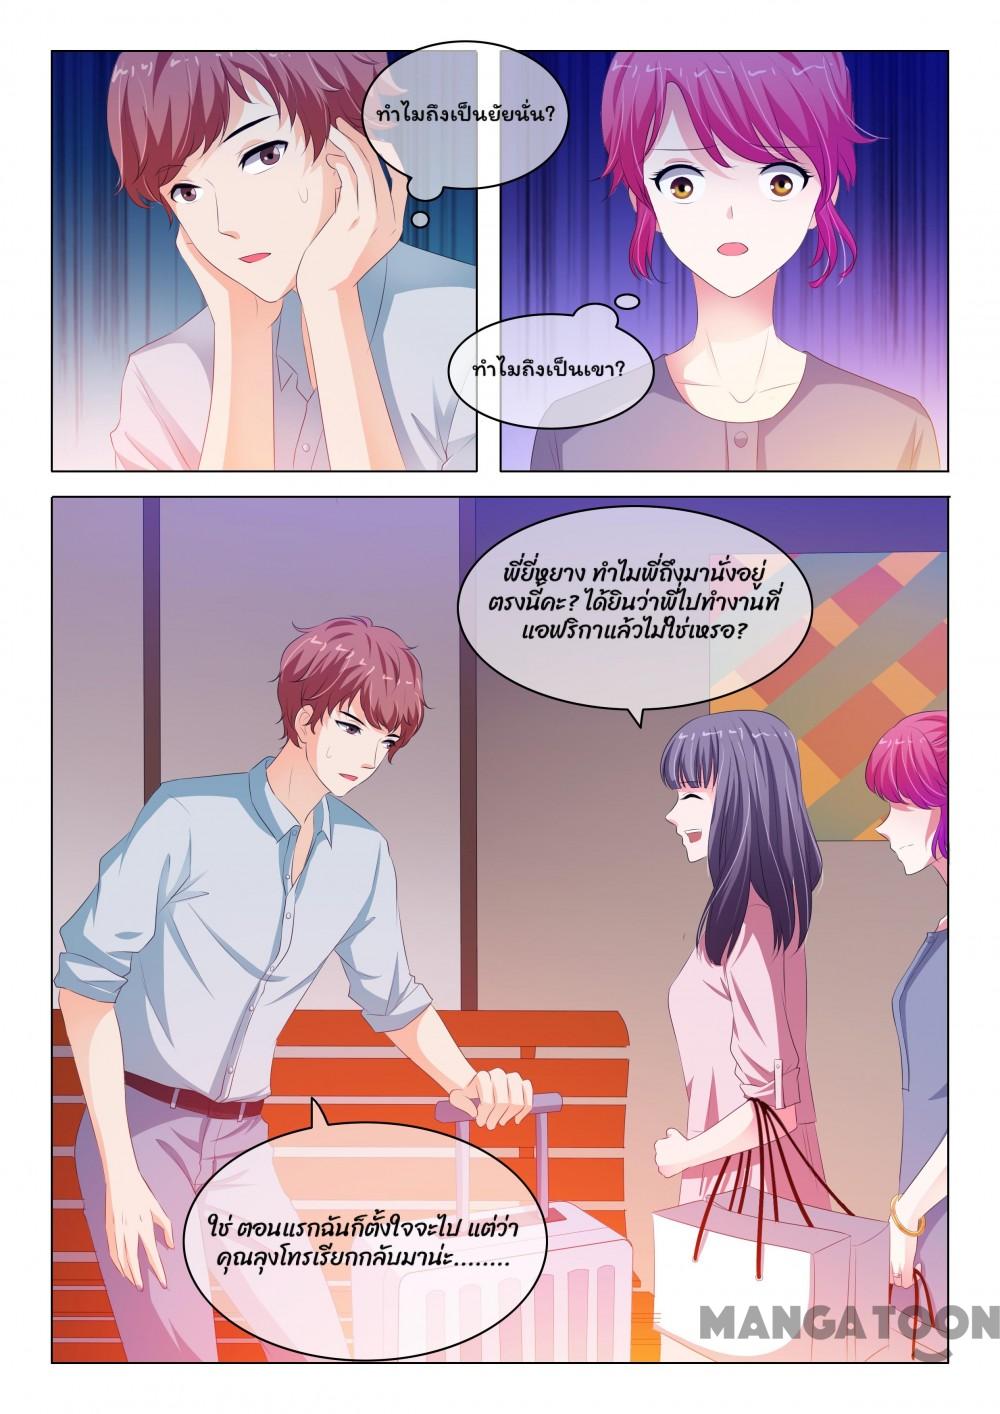 ทำไมถึงเป็นยัยนั่น?
ทำไมถึงเป็นเขา?
พี่ยี่หยาง ทำไมพี่ถึงมานั่งอยู่
ตรงนี้คะ? ได้ยินว่าพี่ไปทำงานที่
แอฟริกาแล้วไม่ใช่เหรอ?
ใช่ ตอนแรกฉันก็ตั้งใจจะไป แต่ว่า
คุณลุงโทรเรียกกลับมาน่ะ........
MANGATOON